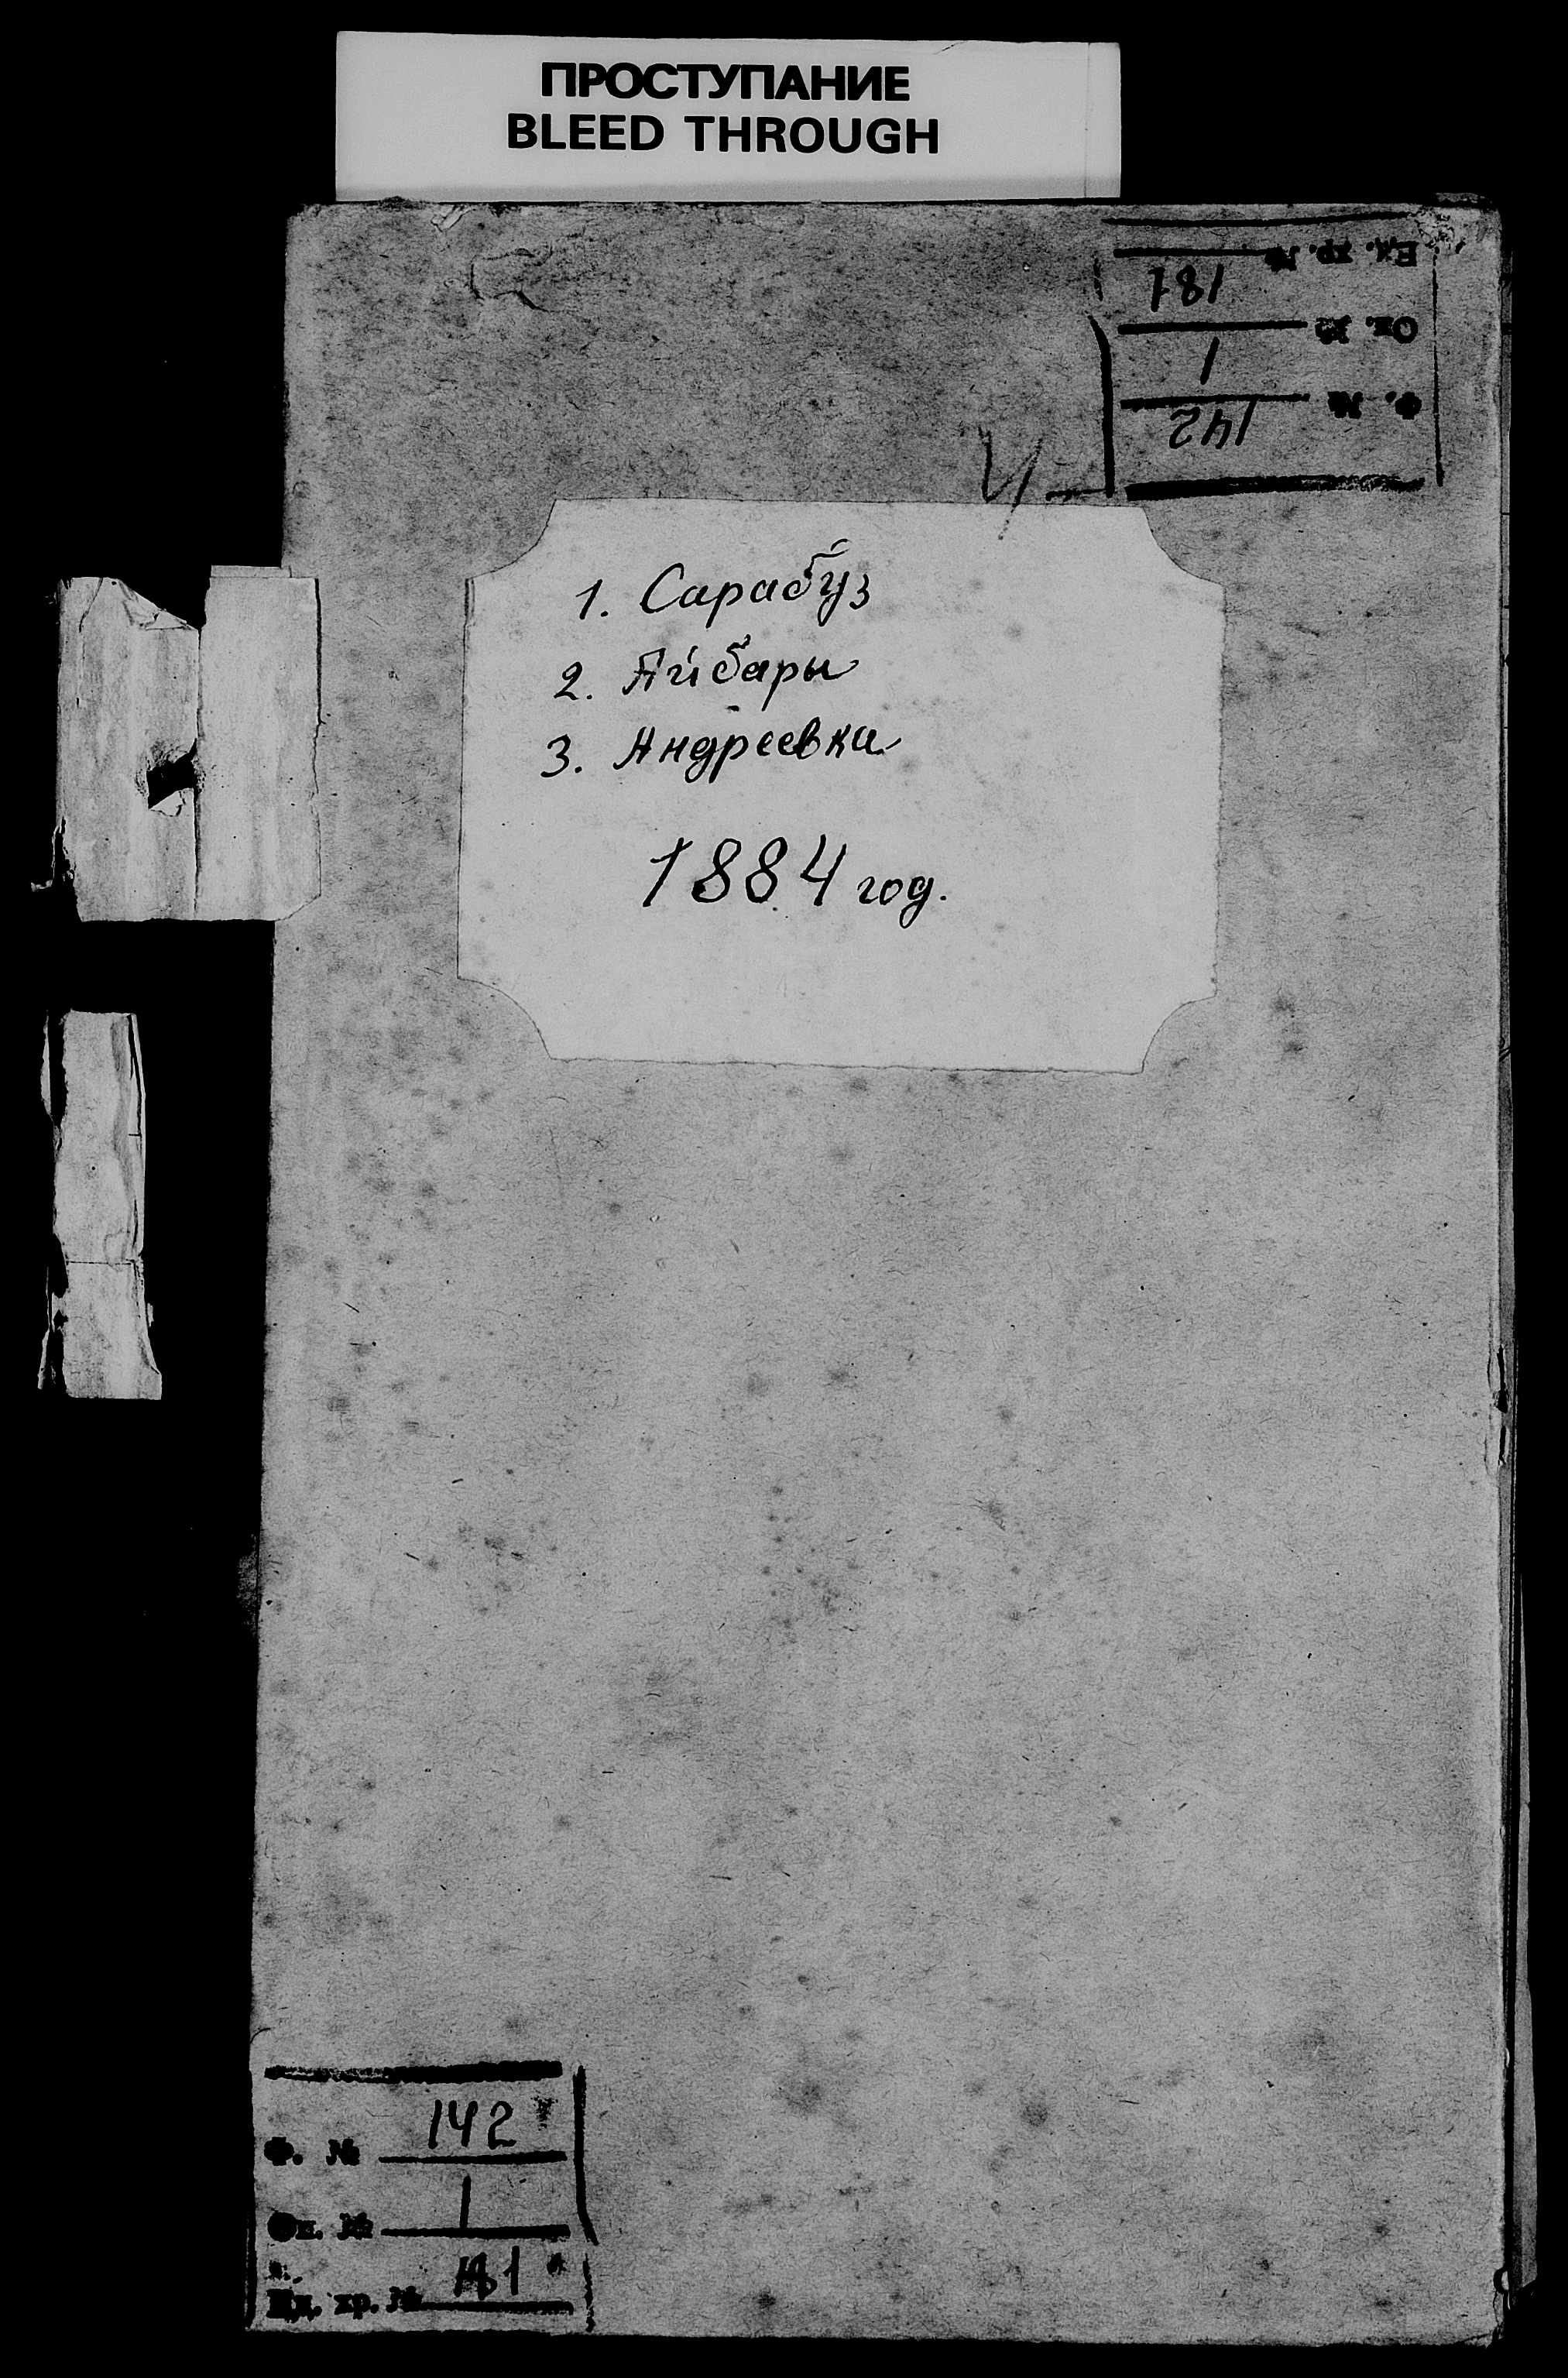 ПРОСТУПАНИЕ
BLEED THROUGH
Ед. хр. № 181
Оп. № 1
Ф. № 142
1. Сарабуз
2. Айбары
3. Андреевка
1884 год.
Ф. № 142
Оп. № 1
Ед. хр. № 181